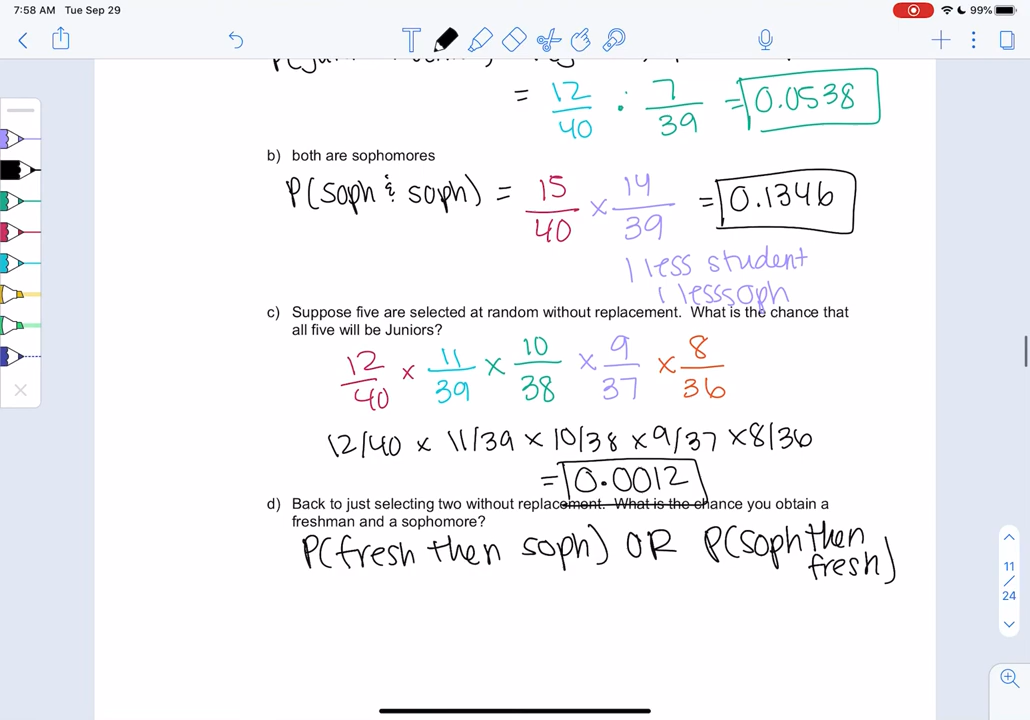 7:58 AM Tue Sep 29
99%
= 12/40 : 7/39 = 0.0538
b) both are sophomores
P(soph & soph) = 15/40 × 14/39 = 0.1346
1 less student
1 less soph
c) Suppose five are selected at random without replacement. What is the chance that
all five will be Juniors?
12/40 × 11/39 × 10/38 × 9/37 × 8/36
12/40 × 11/39 × 10/38 × 9/37 × 8/36
= 0.0012
d) Back to just selecting two without replacement. What is the chance you obtain a
freshman and a sophomore?
P(fresh then soph) OR P(soph then
fresh)
11
/
24